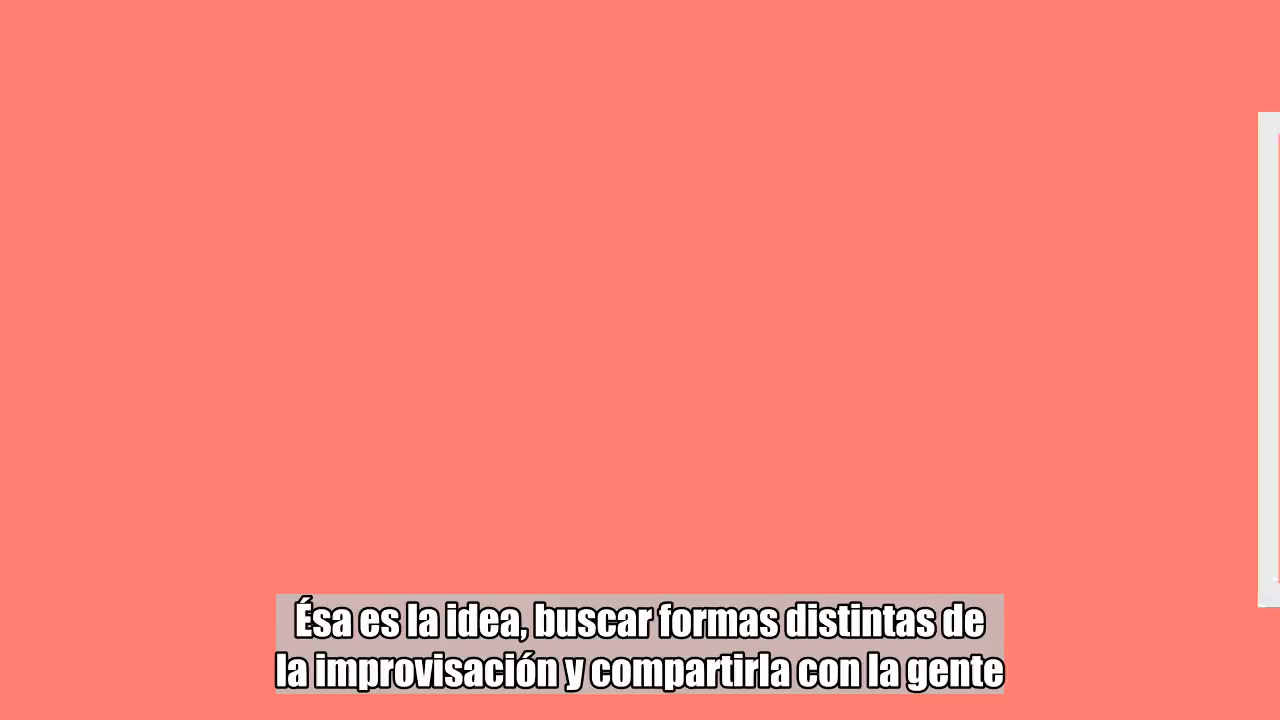 Ésa es la idea, buscar formas distintas de
la improvisación y compartirla con la gente